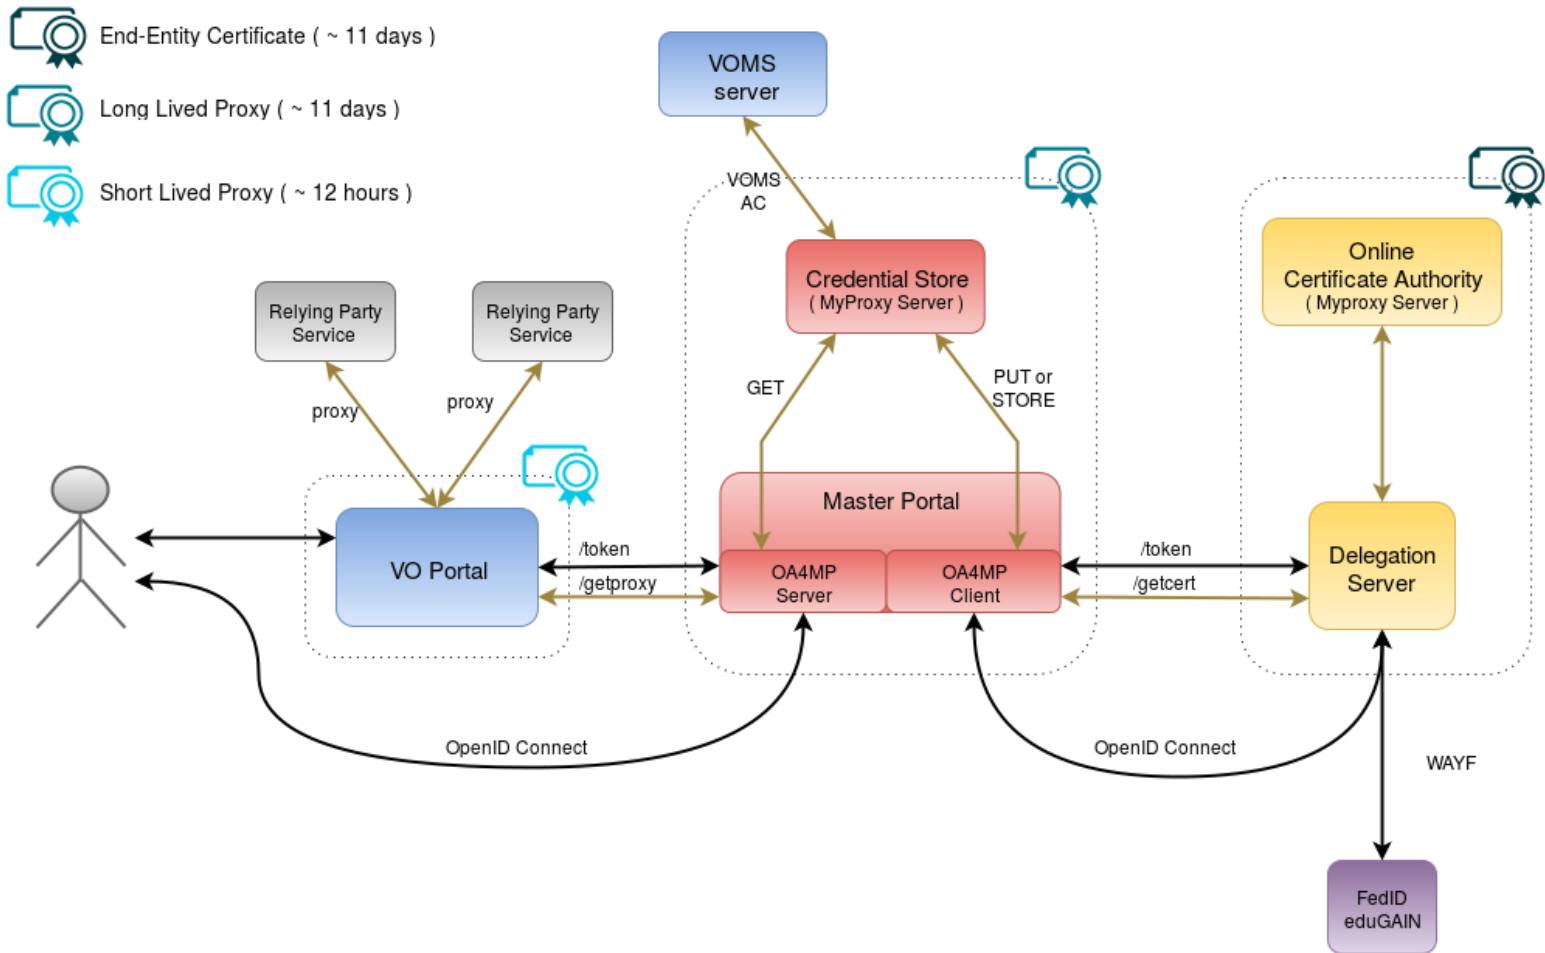 End-Entity Certificate ( ~ 11 days )
Long Lived Proxy ( ~ 11 days )
Short Lived Proxy ( ~ 12 hours )
VOMS
server
VOMS
AC
Credential Store
( MyProxy Server )
Online
Certificate Authority
( Myproxy Server )
Relying Party
Service
Relying Party
Service
proxy
proxy
GET
PUT or
STORE
Master Portal
VO Portal
/token
/getproxy
OA4MP
Server
OA4MP
Client
/token
/getcert
Delegation
Server
OpenID Connect
OpenID Connect
WAYF
FedID
eduGAIN